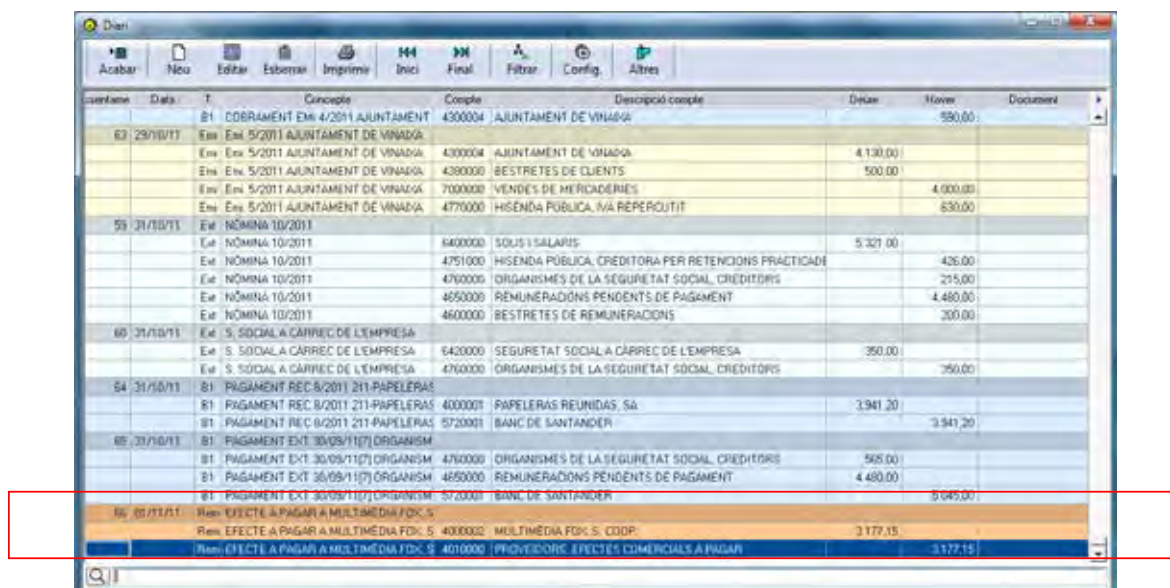 Diari
Acabar Nou Editar Esborrar Imprimir Inici Final Filtrar Config. Altres
Data T Concepte Compte Descripció compte Deure Haver Document
B1 COBRAMENT EMI 4/2011 AJUNTAMENT 4300004 AJUNTAMENT DE VINAIXA 590,00
63 29/10/11 Emi Emi. 5/2011 AJUNTAMENT DE VINAIXA
Emi Emi. 5/2011 AJUNTAMENT DE VINAIXA 4300004 AJUNTAMENT DE VINAIXA 4.130,00
Emi Emi. 5/2011 AJUNTAMENT DE VINAIXA 4380000 BESTRETES DE CLIENTS 500,00
Emi Emi. 5/2011 AJUNTAMENT DE VINAIXA 7000000 VENDES DE MERCADERIES 4.000,00
Emi Emi. 5/2011 AJUNTAMENT DE VINAIXA 4770000 HISENDA PÚBLICA, IVA REPERCUTIT 630,00
59 31/10/11 Ext NÒMINA 10/2011
Ext NÒMINA 10/2011 6400000 SOUS I SALARIS 5.321,00
Ext NÒMINA 10/2011 4751000 HISENDA PÚBLICA, CREDITORA PER RETENCIONS PRACTICADE 426,00
Ext NÒMINA 10/2011 4760000 ORGANISMES DE LA SEGURETAT SOCIAL, CREDITORS 215,00
Ext NÒMINA 10/2011 4650000 REMUNERACIONS PENDENTS DE PAGAMENT 4.480,00
Ext NÒMINA 10/2011 4600000 BESTRETES DE REMUNERACIONS 200,00
60 31/10/11 Ext S. SOCIAL A CÀRREC DE L'EMPRESA
Ext S. SOCIAL A CÀRREC DE L'EMPRESA 6420000 SEGURETAT SOCIAL A CÀRREC DE L'EMPRESA 350,00
Ext S. SOCIAL A CÀRREC DE L'EMPRESA 4760000 ORGANISMES DE LA SEGURETAT SOCIAL, CREDITORS 350,00
64 31/10/11 B1 PAGAMENT REC 8/2011 211-PAPELERAS
B1 PAGAMENT REC 8/2011 211-PAPELERAS 4000001 PAPELERAS REUNIDAS, SA 3.941,20
B1 PAGAMENT REC 8/2011 211-PAPELERAS 5720001 BANC DE SANTANDER 3.941,20
65 31/10/11 B1 PAGAMENT EXT 30/09/11[7] ORGANISM
B1 PAGAMENT EXT 30/09/11[7] ORGANISM 4760000 ORGANISMES DE LA SEGURETAT SOCIAL, CREDITORS 565,00
B1 PAGAMENT EXT 30/09/11[7] ORGANISM 4650000 REMUNERACIONS PENDENTS DE PAGAMENT 4.480,00
B1 PAGAMENT EXT 30/09/11[7] ORGANISM 5720001 BANC DE SANTANDER 5.045,00
66 01/11/11 Rem EFECTE A PAGAR A MULTIMÈDIA FOX, S
Rem EFECTE A PAGAR A MULTIMÈDIA FOX, S 4000002 MULTIMÈDIA FOX, S. COOP. 3.177,15
Rem EFECTE A PAGAR A MULTIMÈDIA FOX, S 4010000 PROVEÏDORS, EFECTES COMERCIALS A PAGAR 3.177,15